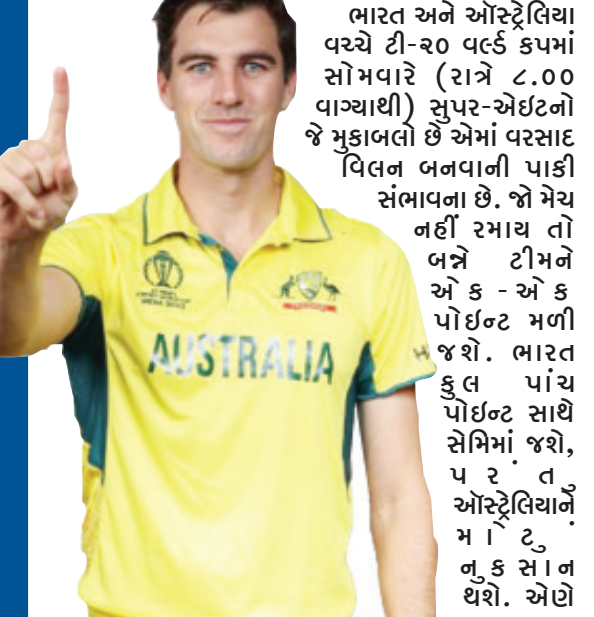 ભારત અને ઑસ્ટ્રેલિયા
વચ્ચે ટી-૨૦ વર્લ્ડ કપમાં
સોમવારે (રાત્રે ૮.૦૦
વાગ્યાથી) સુપર-એઇટનો
જે મુકાબલો છે એમાં વરસાદ
વિલન બનવાની પાકી
સંભાવના છે. જો મેચ
નહીં રમાય તો
બન્ને ટીમને
એક-એક
પોઇન્ટ મળી
જશે. ભારત
કુલ પાંચ
પોઇન્ટ સાથે
સેમિમાં જશે,
પરંતુ
ઑસ્ટ્રેલિયાને
મોટું
નુકસાન
થશે. એણે
AUSTRALIA